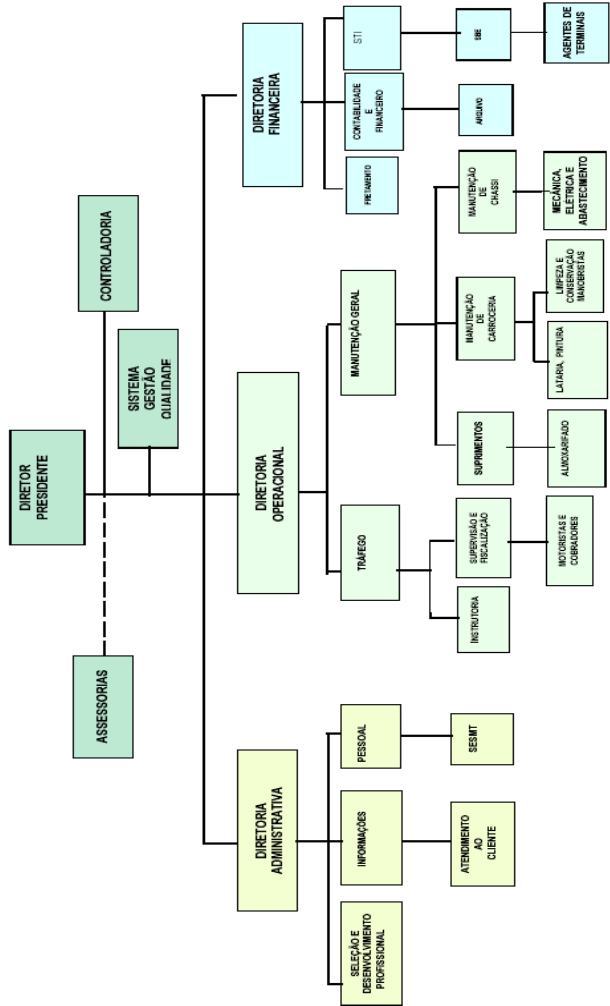 DIRETOR
PRESIDENTE
ASSESSORIAS
CONTROLADORIA
SISTEMA
GESTÃO
QUALIDADE
DIRETORIA
ADMINISTRATIVA
DIRETORIA
OPERACIONAL
DIRETORIA
FINANCEIRA
SELEÇÃO E
DESENVOLVIMENTO
PROFISSIONAL
INFORMAÇÕES
PESSOAL
TRÁFEGO
MANUTENÇÃO GERAL
FRETAMENTO
CONTABILIDADE
E
FINANCEIRO
STI
ATENDIMENTO
AO
CLIENTE
SESMT
INSTRUTORIA
SUPERVISÃO E
FISCALIZAÇÃO
SUPRIMENTOS
MANUTENÇÃO
DE
CARROCERIA
MANUTENÇÃO
DE
CHASSI
ARQUIVO
SBE
MOTORISTAS E
COBRADORES
ALMOXARIFADO
LATARIA, PINTURA
LIMPEZA E
CONSERVAÇÃO
MANOBRISTAS
MECÂNICA,
ELÉTRICA E
ABASTECIMENTO
AGENTES DE
TERMINAIS